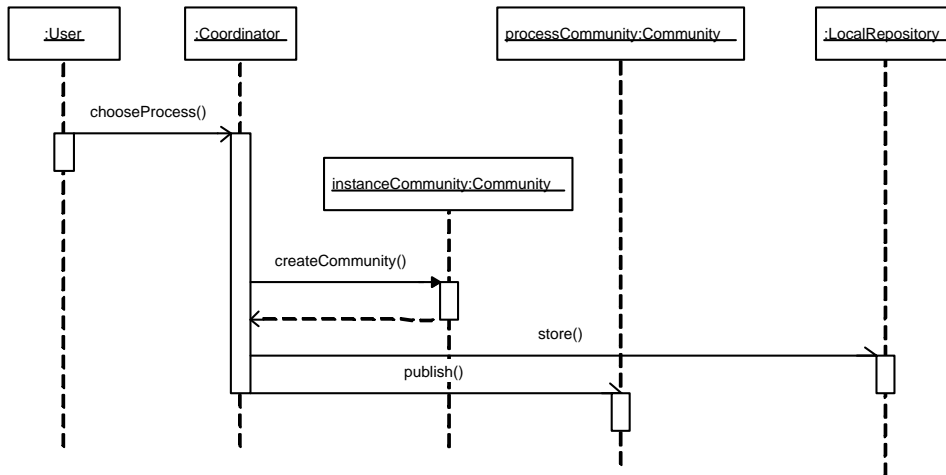 :User
:Coordinator
processCommunity:Community
:LocalRepository
chooseProcess()
instanceCommunity:Community
createCommunity()
store()
publish()